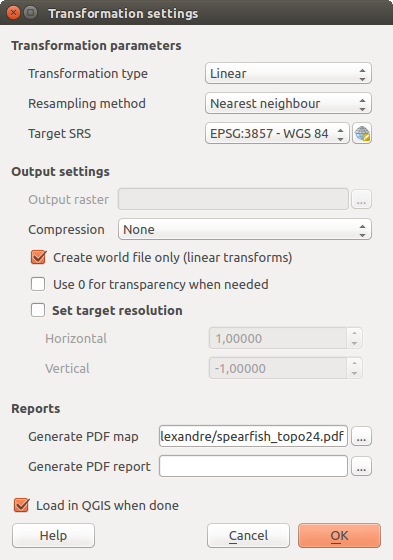 Transformation settings
Transformation parameters
Transformation type Linear
Resampling method Nearest neighbour
Target SRS EPSG:3857 - WGS 84
Output settings
Output raster ...
Compression None
Create world file only (linear transforms)
Use 0 for transparency when needed
Set target resolution
Horizontal 1,00000
Vertical -1,00000
Reports
Generate PDF map lexandre/spearfish_topo24.pdf ...
Generate PDF report ...
Load in QGIS when done
Help Cancel OK